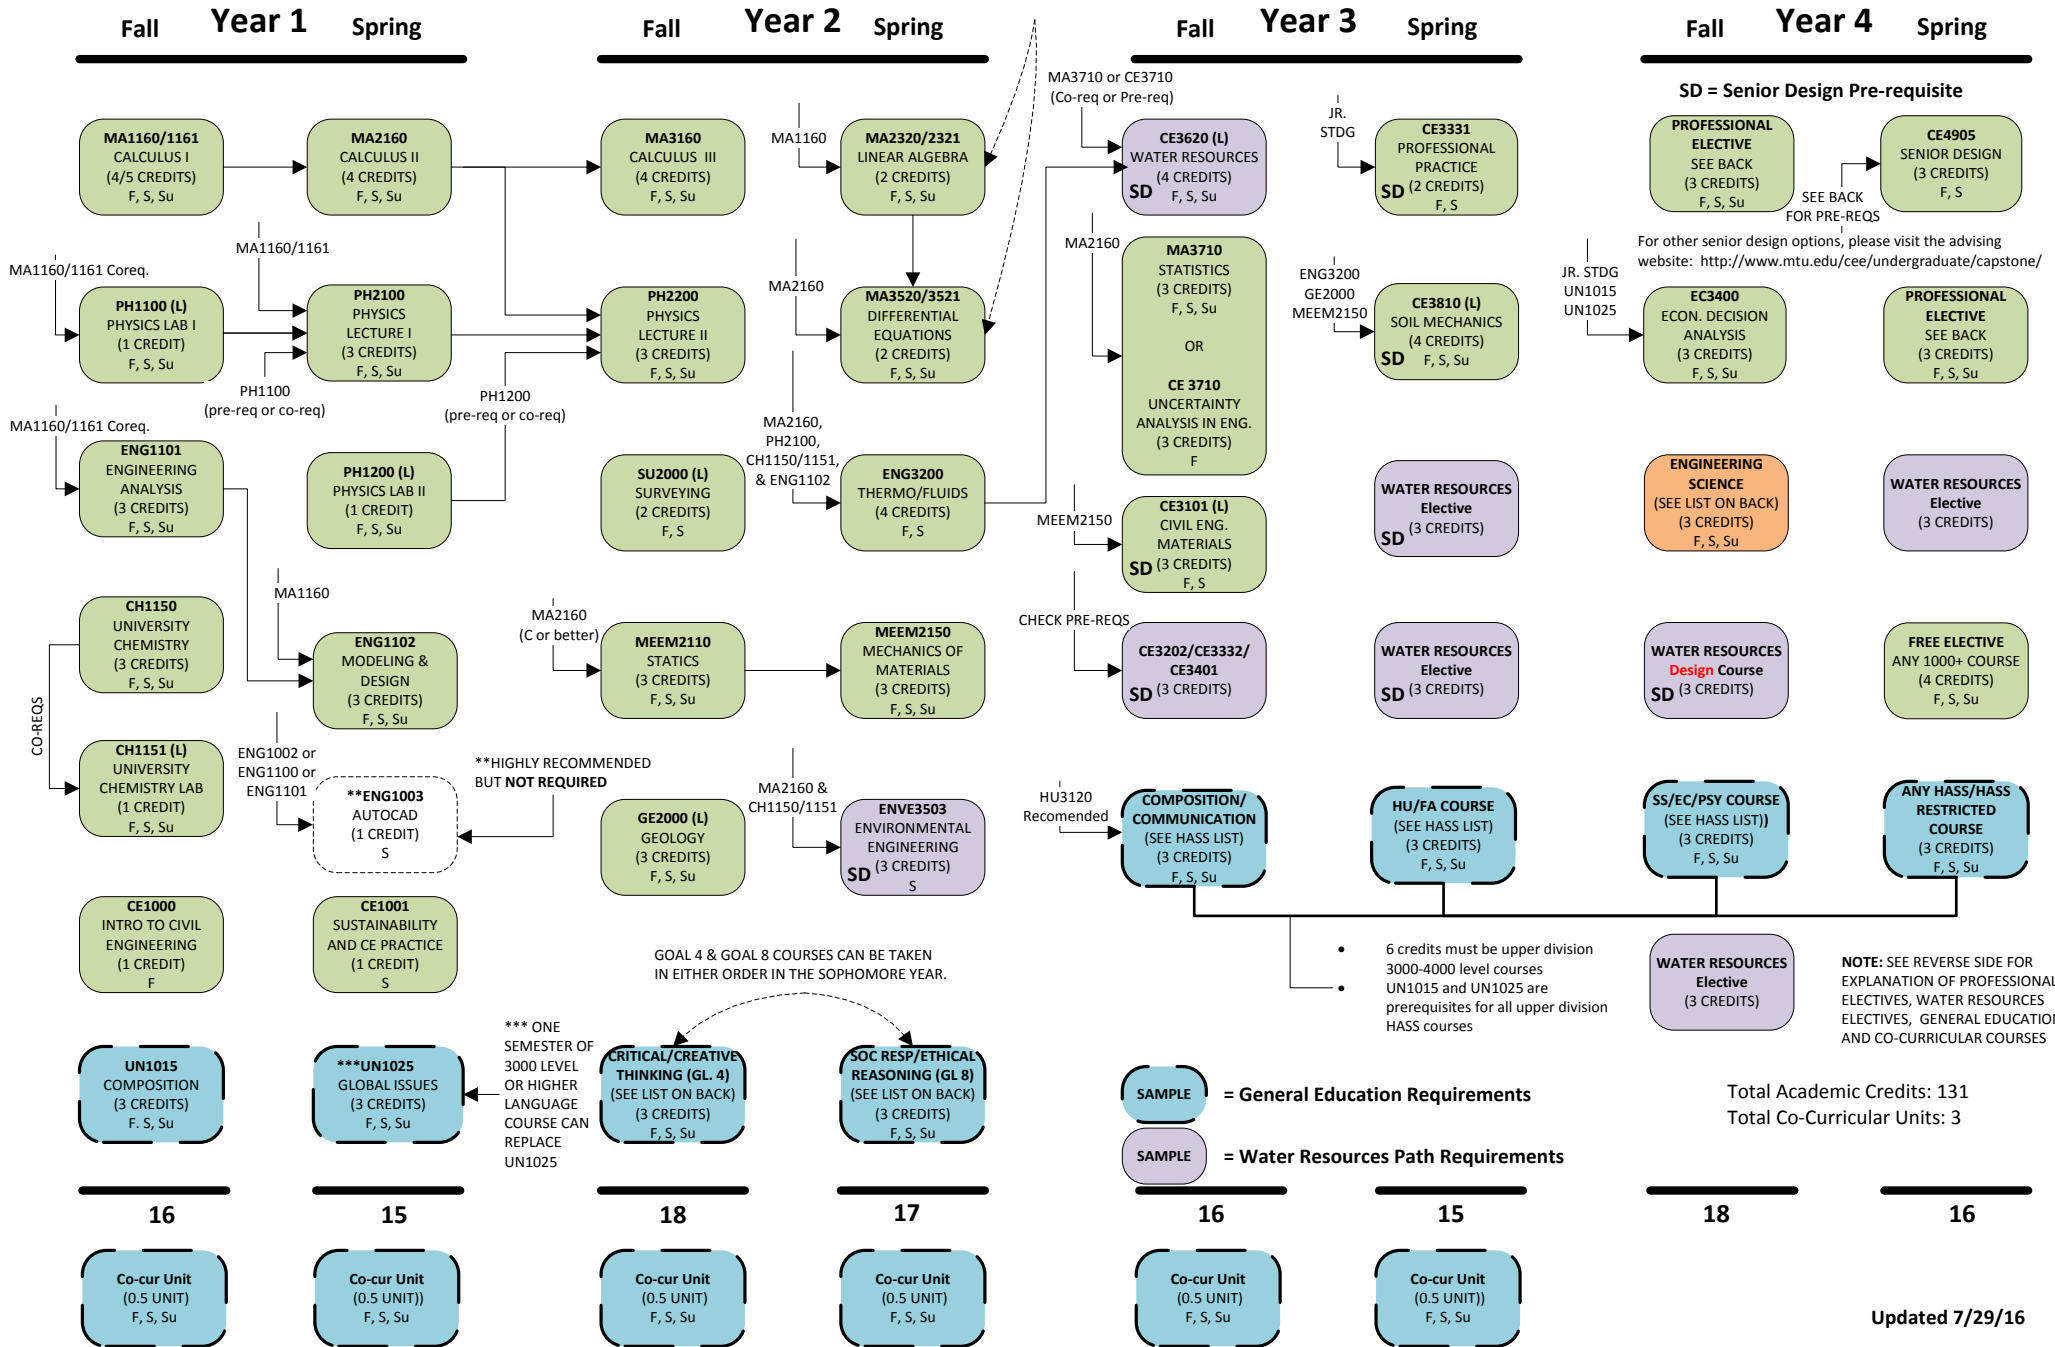 Fall
Year 1
Spring
Fall
Year 2
Spring
Fall
Year 3
Spring
Fall
Year 4
Spring
MA1160/1161
CALCULUS I
(4/5 CREDITS)
F, S, Su
MA2160
CALCULUS II
(4 CREDITS)
F, S, Su
MA3160
CALCULUS III
(4 CREDITS)
F, S, Su
MA1160
MA2320/2321
LINEAR ALGEBRA
(2 CREDITS)
F, S, Su
MA3710 or CE3710
(Co-req or Pre-req)
CE3620 (L)
WATER RESOURCES
(4 CREDITS)
SD
F, S, Su
JR.
STDG
CE3331
PROFESSIONAL
PRACTICE
SD (2 CREDITS)
F, S
SD = Senior Design Pre-requisite
PROFESSIONAL
ELECTIVE
SEE BACK
(3 CREDITS)
F, S, Su
SEE BACK
FOR PRE-REQS
CE4905
SENIOR DESIGN
(3 CREDITS)
F, S
For other senior design options, please visit the advising
website: http://www.mtu.edu/cee/undergraduate/capstone/
MA1160/1161 Coreq.
PH1100 (L)
PHYSICS LAB I
(1 CREDIT)
F, S, Su
MA1160/1161
PH2100
PHYSICS
LECTURE I
(3 CREDITS)
F, S, Su
PH1100
(pre-req or co-req)
PH2200
PHYSICS
LECTURE II
(3 CREDITS)
F, S, Su
PH1200
(pre-req or co-req)
MA2160
MA3520/3521
DIFFERENTIAL
EQUATIONS
(2 CREDITS)
F, S, Su
MA2160
MA3710
STATISTICS
(3 CREDITS)
F, S, Su
OR
CE 3710
UNCERTAINTY
ANALYSIS IN ENG.
(3 CREDITS)
F
ENG3200
GE2000
MEEM2150
CE3810 (L)
SOIL MECHANICS
(4 CREDITS)
SD F, S, Su
JR. STDG
UN1015
UN1025
EC3400
ECON. DECISION
ANALYSIS
(3 CREDITS)
F, S, Su
PROFESSIONAL
ELECTIVE
SEE BACK
(3 CREDITS)
F, S, Su
MA1160/1161 Coreq.
ENG1101
ENGINEERING
ANALYSIS
(3 CREDITS)
F, S, Su
PH1200 (L)
PHYSICS LAB II
(1 CREDIT)
F, S, Su
SU2000 (L)
SURVEYING
(2 CREDITS)
F, S
MA2160,
PH2100,
CH1150/1151,
& ENG1102
ENG3200
THERMO/FLUIDS
(4 CREDITS)
F, S
MEEM2150
CE3101 (L)
CIVIL ENG.
MATERIALS
SD (3 CREDITS)
F, S
WATER RESOURCES
Elective
SD (3 CREDITS)
ENGINEERING
SCIENCE
(SEE LIST ON BACK)
(3 CREDITS)
F, S, Su
WATER RESOURCES
Elective
(3 CREDITS)
CH1150
UNIVERSITY
CHEMISTRY
(3 CREDITS)
F, S, Su
CO-REQS
MA1160
ENG1102
MODELING &
DESIGN
(3 CREDITS)
F, S, Su
MA2160
(C or better)
MEEM2110
STATICS
(3 CREDITS)
F, S, Su
MEEM2150
MECHANICS OF
MATERIALS
(3 CREDITS)
F, S, Su
CHECK PRE-REQS
CE3202/CE3332/
CE3401
SD (3 CREDITS)
WATER RESOURCES
Elective
SD (3 CREDITS)
WATER RESOURCES
Design Course
SD (3 CREDITS)
FREE ELECTIVE
ANY 1000+ COURSE
(4 CREDITS)
F, S, Su
CH1151 (L)
UNIVERSITY
CHEMISTRY LAB
(1 CREDIT)
F, S, Su
ENG1002 or
ENG1100 or
ENG1101
**ENG1003
AUTOCAD
(1 CREDIT)
S
**HIGHLY RECOMMENDED
BUT NOT REQUIRED
GE2000 (L)
GEOLOGY
(3 CREDITS)
F, S, Su
MA2160 &
CH1150/1151
ENVE3503
ENVIRONMENTAL
ENGINEERING
SD (3 CREDITS)
S
HU3120
Recomended
COMPOSITION/
COMMUNICATION
(SEE HASS LIST)
(3 CREDITS)
F, S, Su
HU/FA COURSE
(SEE HASS LIST)
(3 CREDITS)
F, S, Su
SS/EC/PSY COURSE
(SEE HASS LIST))
(3 CREDITS)
F, S, Su
ANY HASS/HASS
RESTRICTED
COURSE
(3 CREDITS)
F, S, Su
CE1000
INTRO TO CIVIL
ENGINEERING
(1 CREDIT)
F
CE1001
SUSTAINABILITY
AND CE PRACTICE
(1 CREDIT)
S
GOAL 4 & GOAL 8 COURSES CAN BE TAKEN
IN EITHER ORDER IN THE SOPHOMORE YEAR.
• 6 credits must be upper division
3000-4000 level courses
• UN1015 and UN1025 are
prerequisites for all upper division
HASS courses
WATER RESOURCES
Elective
(3 CREDITS)
NOTE: SEE REVERSE SIDE FOR
EXPLANATION OF PROFESSIONAL
ELECTIVES, WATER RESOURCES
ELECTIVES, GENERAL EDUCATION
AND CO-CURRICULAR COURSES
UN1015
COMPOSITION
(3 CREDITS)
F. S, Su
***UN1025
GLOBAL ISSUES
(3 CREDITS)
F, S, Su
*** ONE
SEMESTER OF
3000 LEVEL
OR HIGHER
LANGUAGE
COURSE CAN
REPLACE
UN1025
CRITICAL/CREATIVE
THINKING (GL. 4)
(SEE LIST ON BACK)
(3 CREDITS)
F, S, Su
SOC RESP/ETHICAL
REASONING (GL 8)
(SEE LIST ON BACK)
(3 CREDITS)
F, S, Su
SAMPLE = General Education Requirements
SAMPLE = Water Resources Path Requirements
Total Academic Credits: 131
Total Co-Curricular Units: 3
16
15
18
17
16
15
18
16
Co-cur Unit
(0.5 UNIT)
F, S, Su
Co-cur Unit
(0.5 UNIT))
F, S, Su
Co-cur Unit
(0.5 UNIT)
F, S, Su
Co-cur Unit
(0.5 UNIT)
F, S, Su
Co-cur Unit
(0.5 UNIT)
F, S, Su
Co-cur Unit
(0.5 UNIT))
F, S, Su
Updated 7/29/16